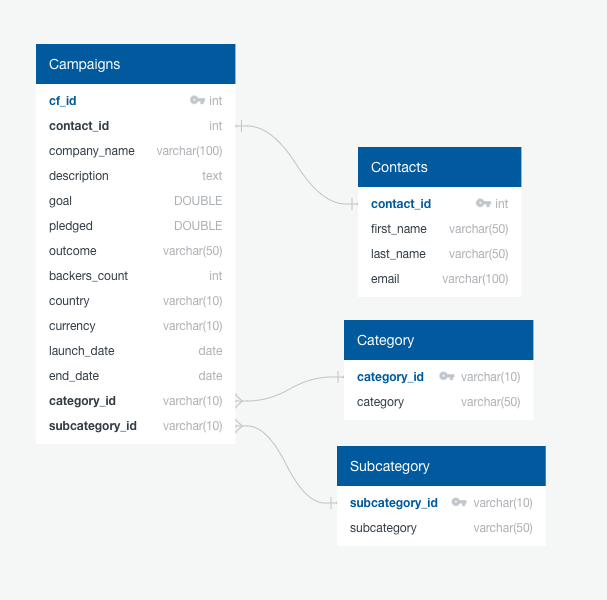 Campaigns
cf_id int
contact_id int
company_name varchar(100)
description text
goal DOUBLE
pledged DOUBLE
outcome varchar(50)
backers_count int
country varchar(10)
currency varchar(10)
launch_date date
end_date date
category_id varchar(10)
subcategory_id varchar(10)
Contacts
contact_id int
first_name varchar(50)
last_name varchar(50)
email varchar(100)
Category
category_id varchar(10)
category varchar(50)
Subcategory
subcategory_id varchar(10)
subcategory varchar(50)